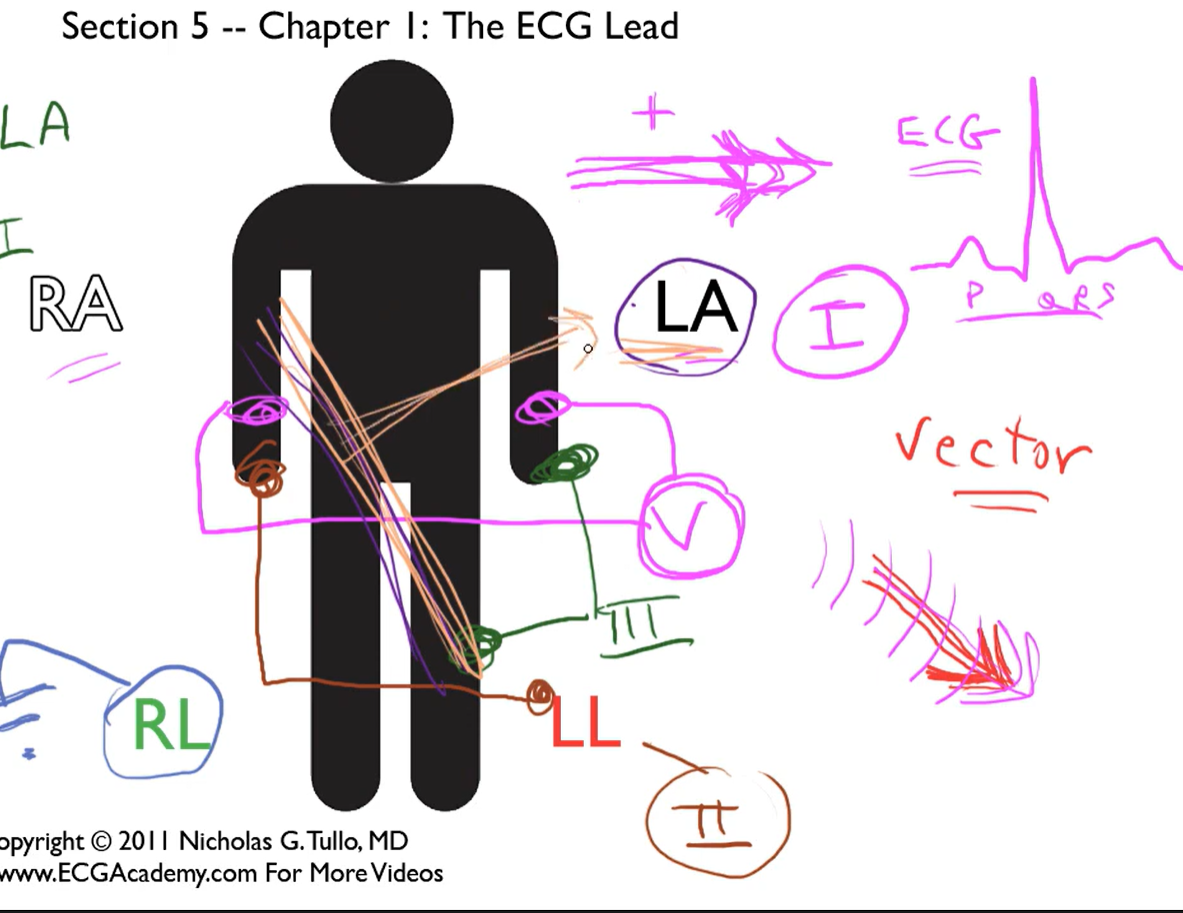 Section 5 -- Chapter 1: The ECG Lead
LA
+
ECG
I
RA
LA
I
P QRS
Vector
V
III
RL
LL
II
opyright © 2011 Nicholas G. Tullo, MD
www.ECGAcademy.com For More Videos